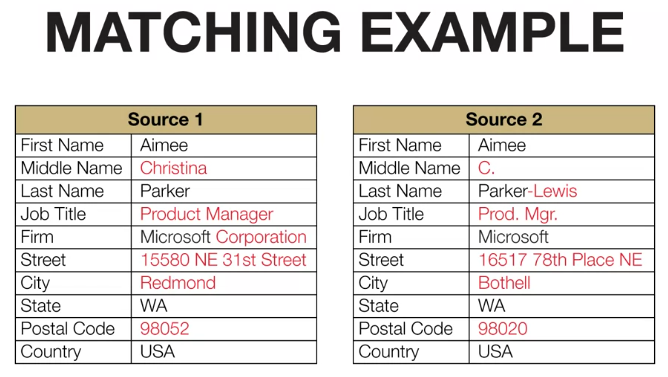 MATCHING EXAMPLE
Source 1
First Name Aimee
Middle Name Christina
Last Name Parker
Job Title Product Manager
Firm Microsoft Corporation
Street 15580 NE 31st Street
City Redmond
State WA
Postal Code 98052
Country USA
Source 2
First Name Aimee
Middle Name C.
Last Name Parker-Lewis
Job Title Prod. Mgr.
Firm Microsoft
Street 16517 78th Place NE
City Bothell
State WA
Postal Code 98020
Country USA